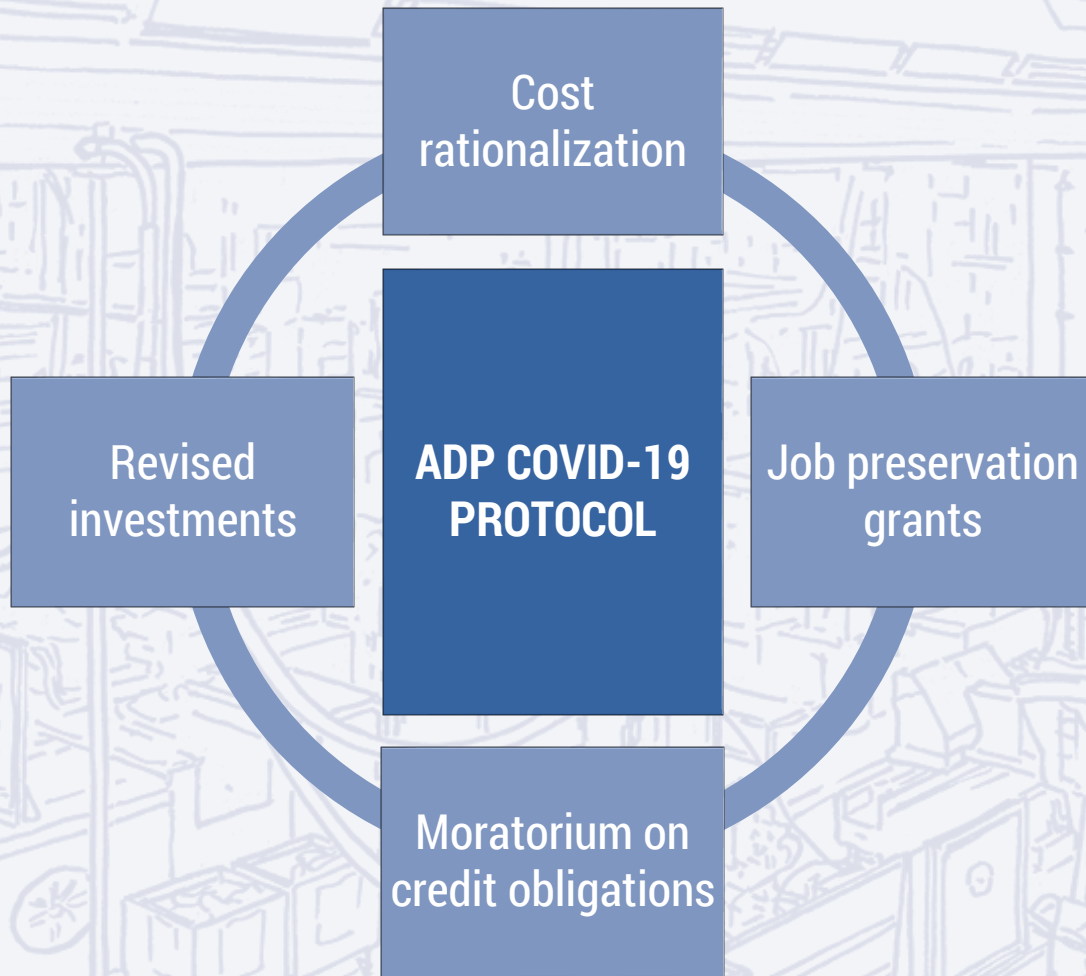 Cost
rationalization
Revised
investments
ADP COVID-19
PROTOCOL
Job preservation
grants
Moratorium on
credit obligations